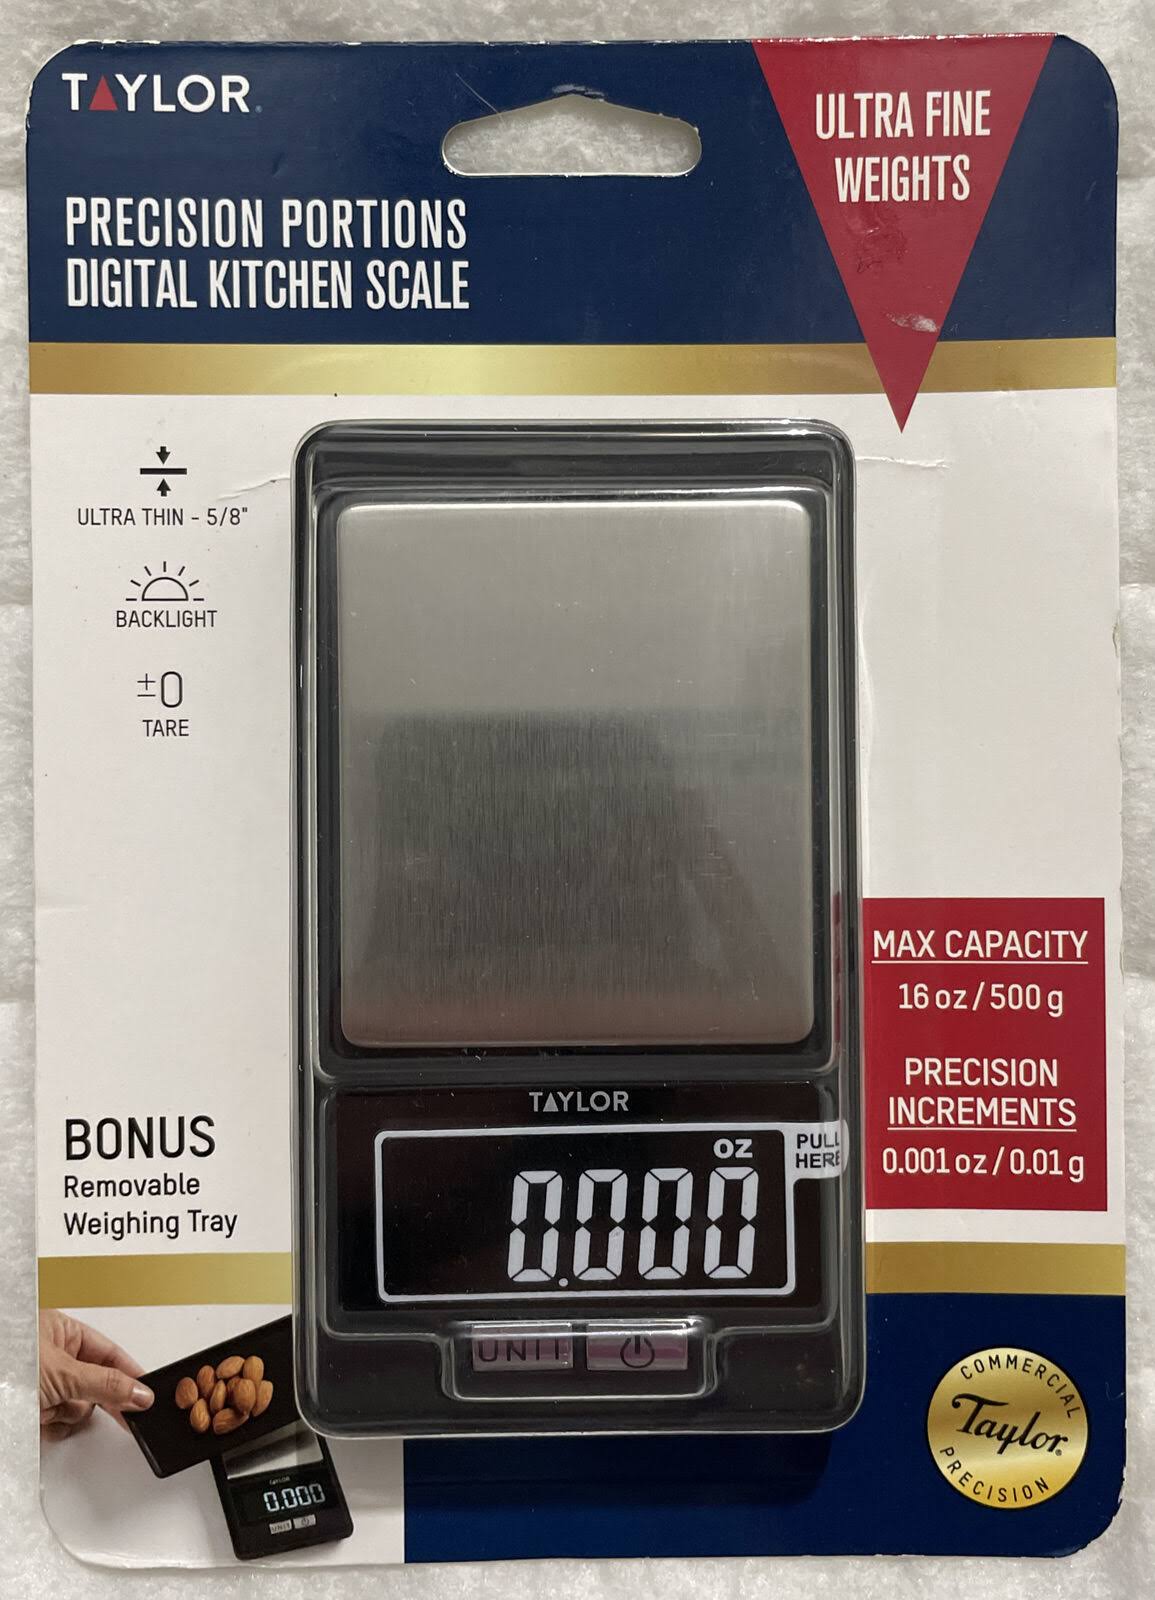 TAYLOR
ULTRA FINE
WEIGHTS
PRECISION PORTIONS
DIGITAL KITCHEN SCALE
ULTRA THIN - 5/8"
BACKLIGHT
±0
TARE
MAX CAPACITY
16 oz / 500 g
PRECISION
INCREMENTS
0.001 oz / 0.01 g
BONUS
Removable
Weighing Tray
TAYLOR
PULL
HERE
oz
0.000
UNIT
TAYLOR
0.000
UNIT
COMMERCIAL
Taylor
PRECISION